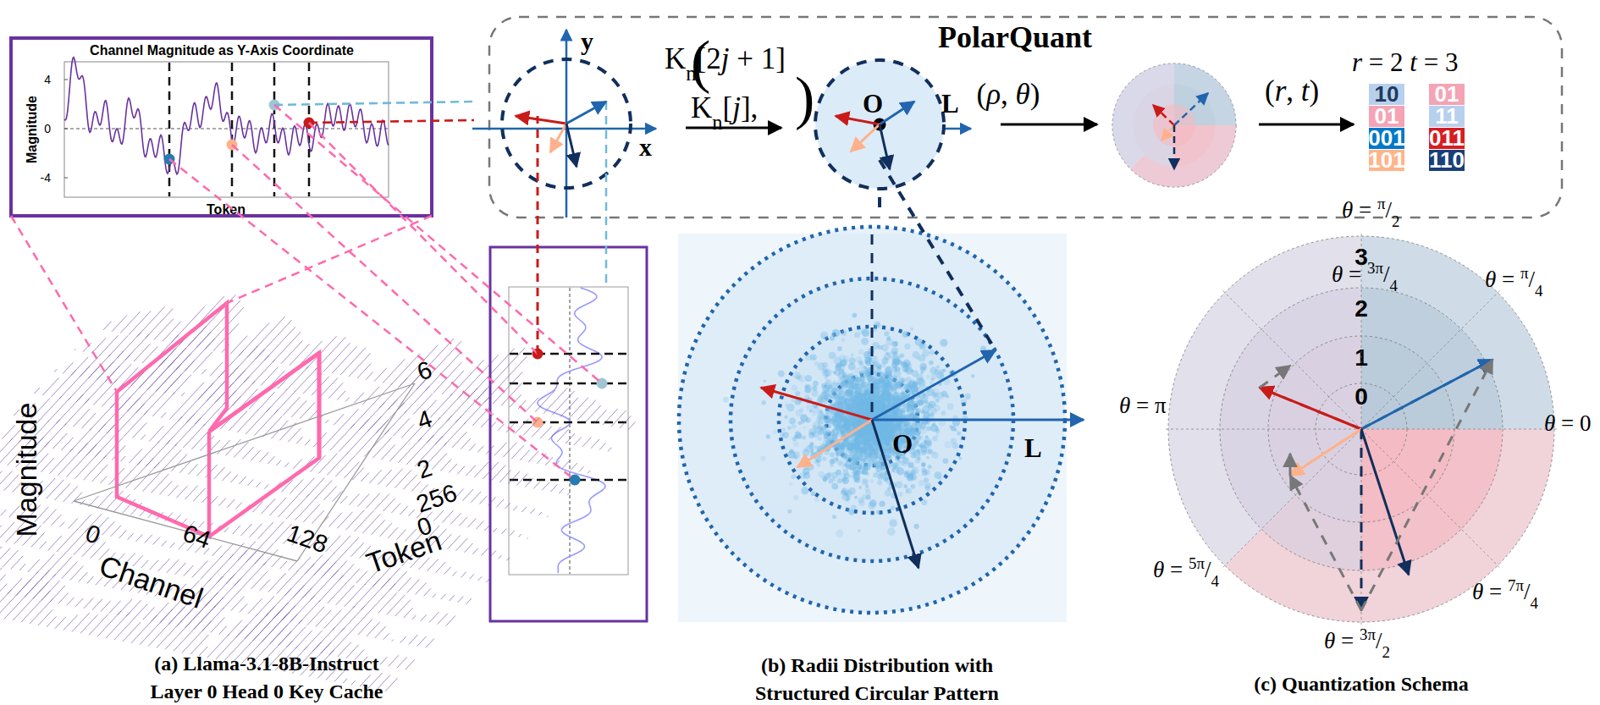 Channel Magnitude as Y-Axis Coordinate
4
0
-4
Magnitude
Token
PolarQuant
y
x
(K_n[2j + 1]
K_n[j], )
O
L
(ρ, θ)
(r, t)
r = 2 t = 3
10 01
01 11
001 011
101 110
Magnitude
6
4
2
256
0
0
64
128
Channel
Token
(a) Llama-3.1-8B-Instruct
Layer 0 Head 0 Key Cache
O
L
(b) Radii Distribution with
Structured Circular Pattern
θ = π/2
3
θ = 3π/4
θ = π/4
2
1
0
θ = π
θ = 0
θ = 5π/4
θ = 7π/4
θ = 3π/2
(c) Quantization Schema